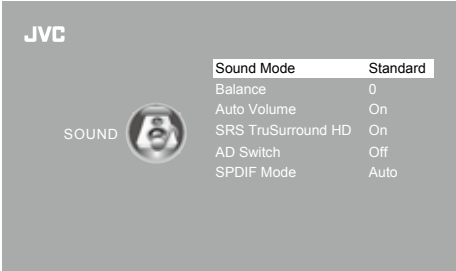 JVC
SOUND
Sound Mode Standard
Balance 0
Auto Volume On
SRS TruSurround HD On
AD Switch Off
SPDIF Mode Auto